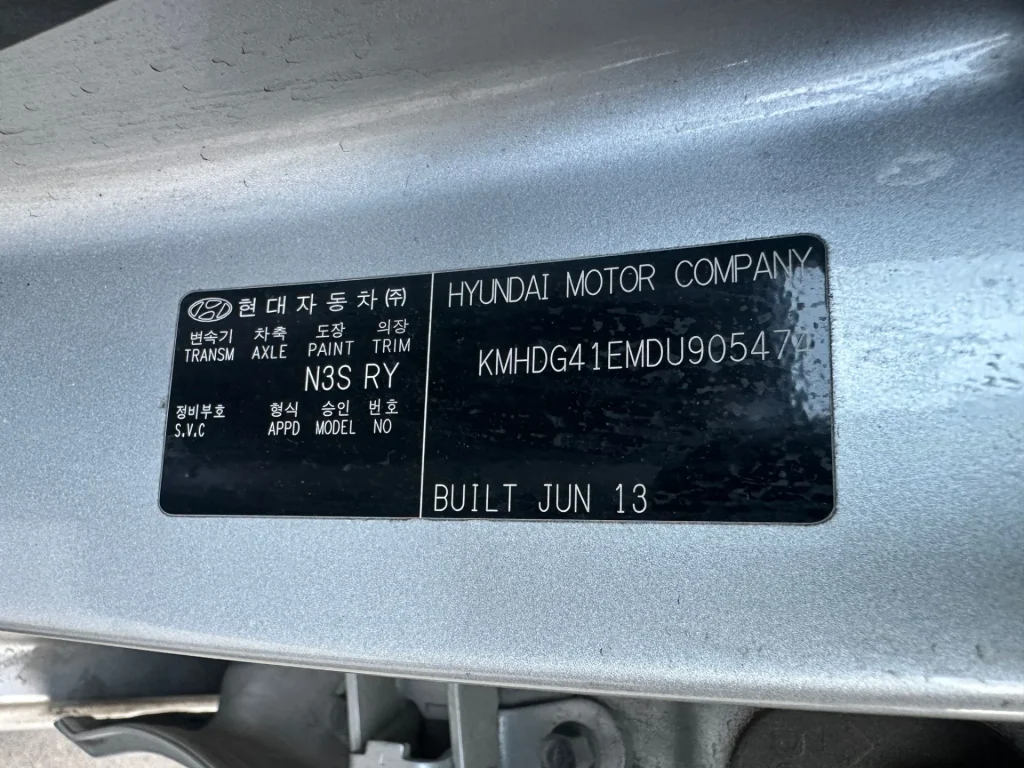 현대자동차(주)
변속기 차축 도장 의장
TRANSM AXLE PAINT TRIM
N3S RY
정비부호 형식 승인 번호
S.V.C APPD MODEL NO
HYUNDAI MOTOR COMPANY
KMHDG41EMDU905474
BUILT JUN 13